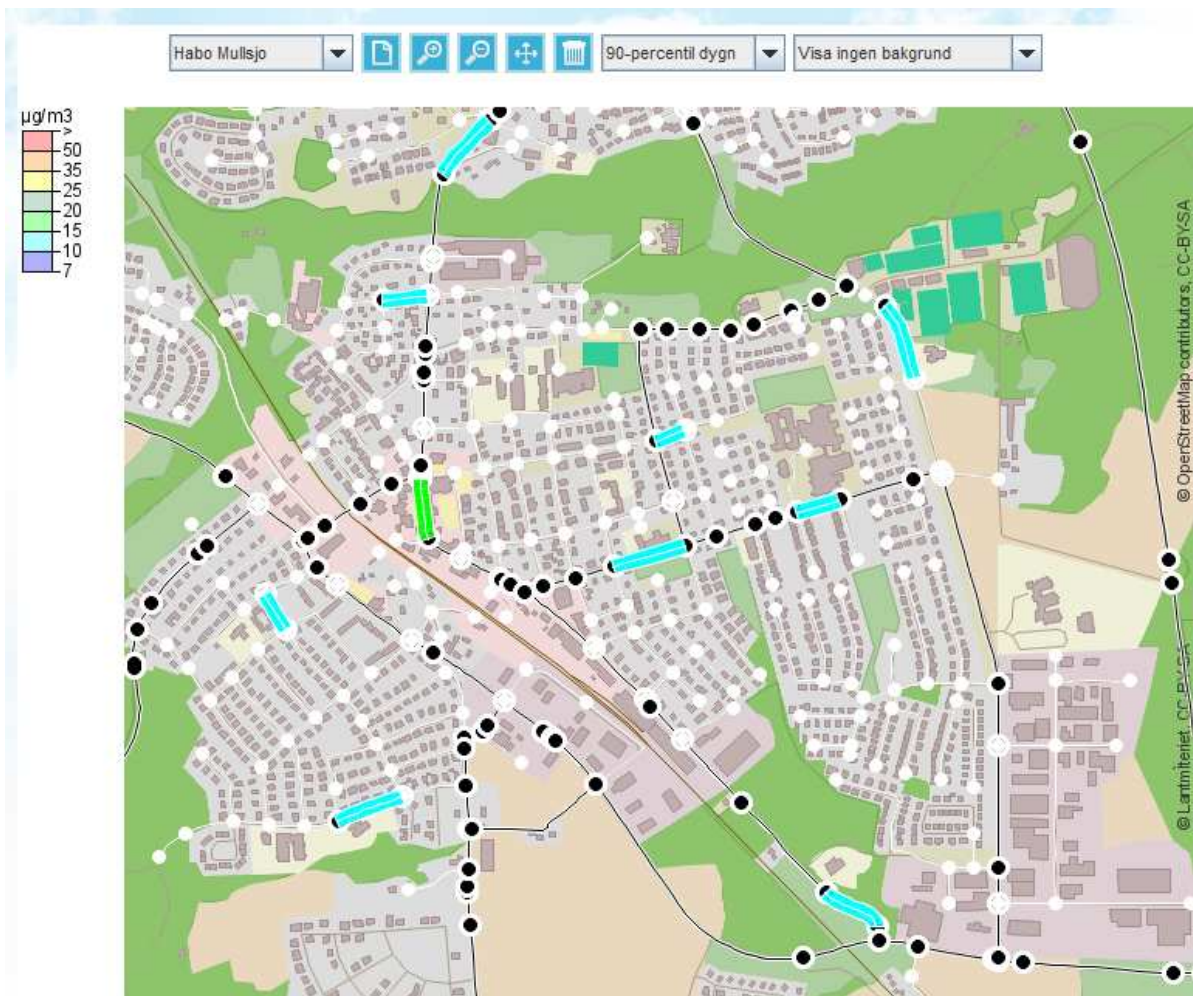 Habo Mullsjo
90-percentil dygn
Visa ingen bakgrund
µg/m3
>
50
35
25
20
15
10
7
© OpenStreetMap contributors, CC-BY-SA
© Lantmäteriet, CC-BY-SA